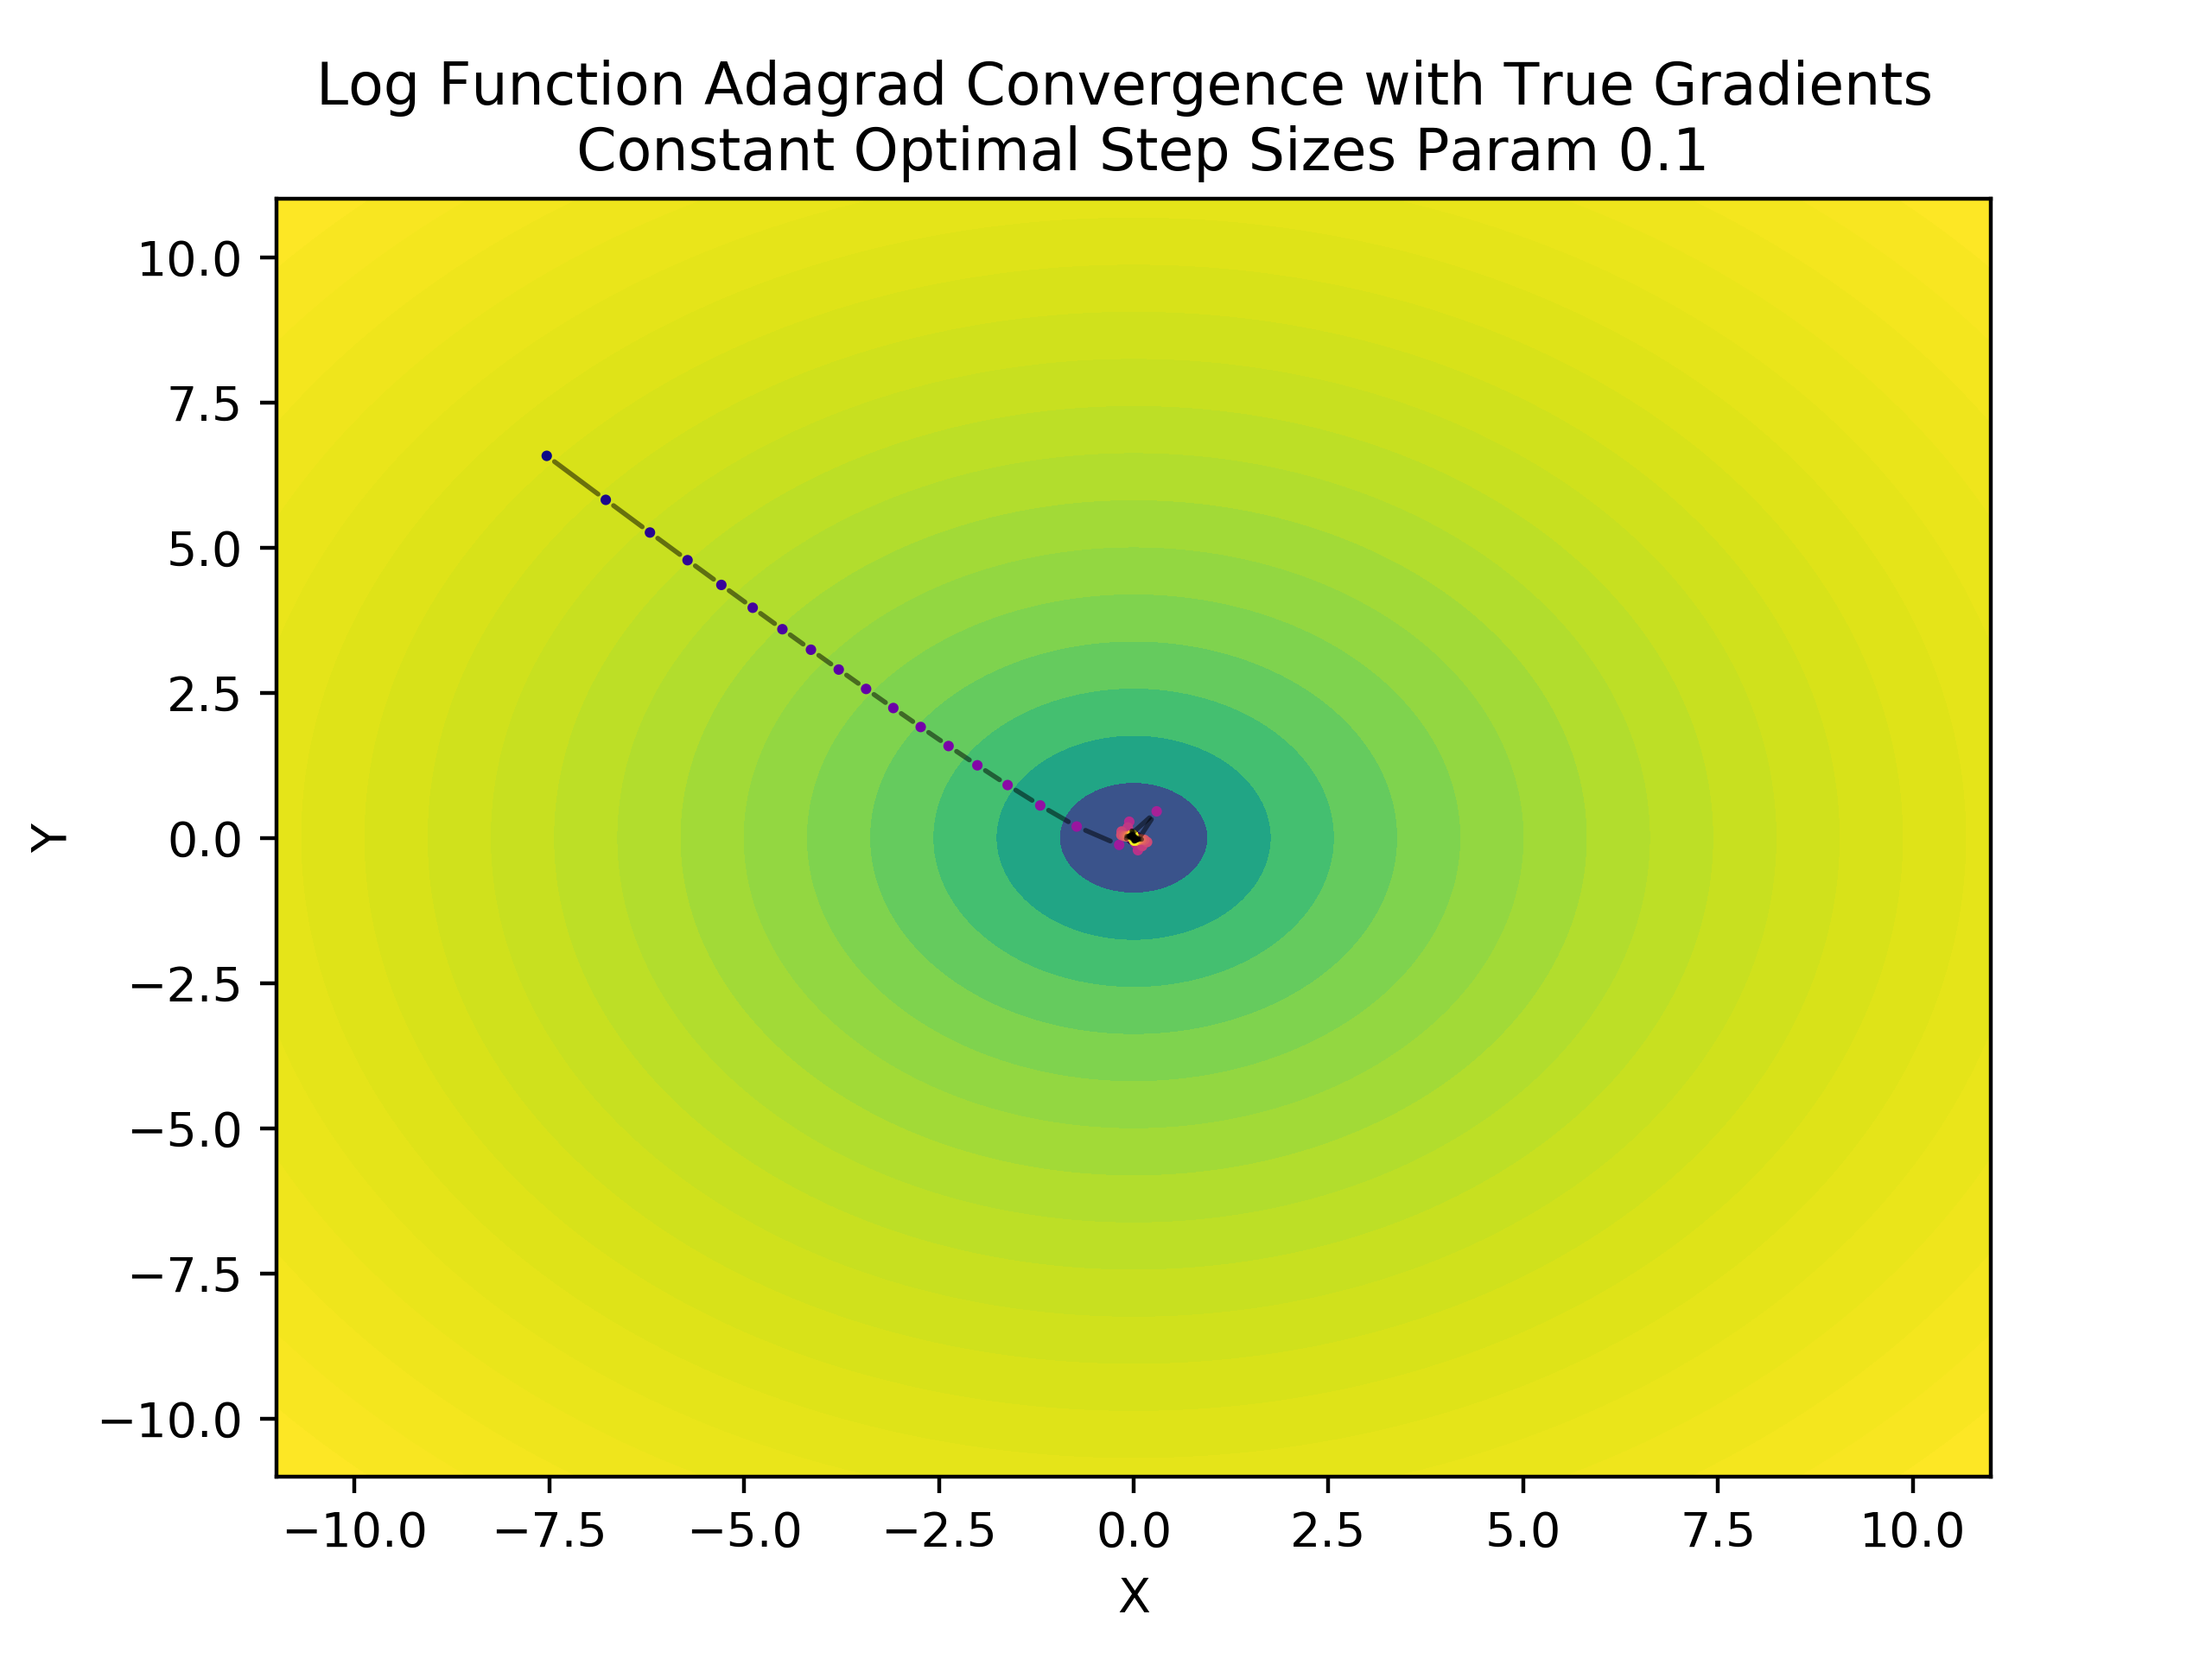 Log Function Adagrad Convergence with True Gradients
Constant Optimal Step Sizes Param 0.1
10.0
7.5
5.0
2.5
0.0
−2.5
−5.0
−7.5
−10.0
Y
−10.0 −7.5 −5.0 −2.5 0.0 2.5 5.0 7.5 10.0
X